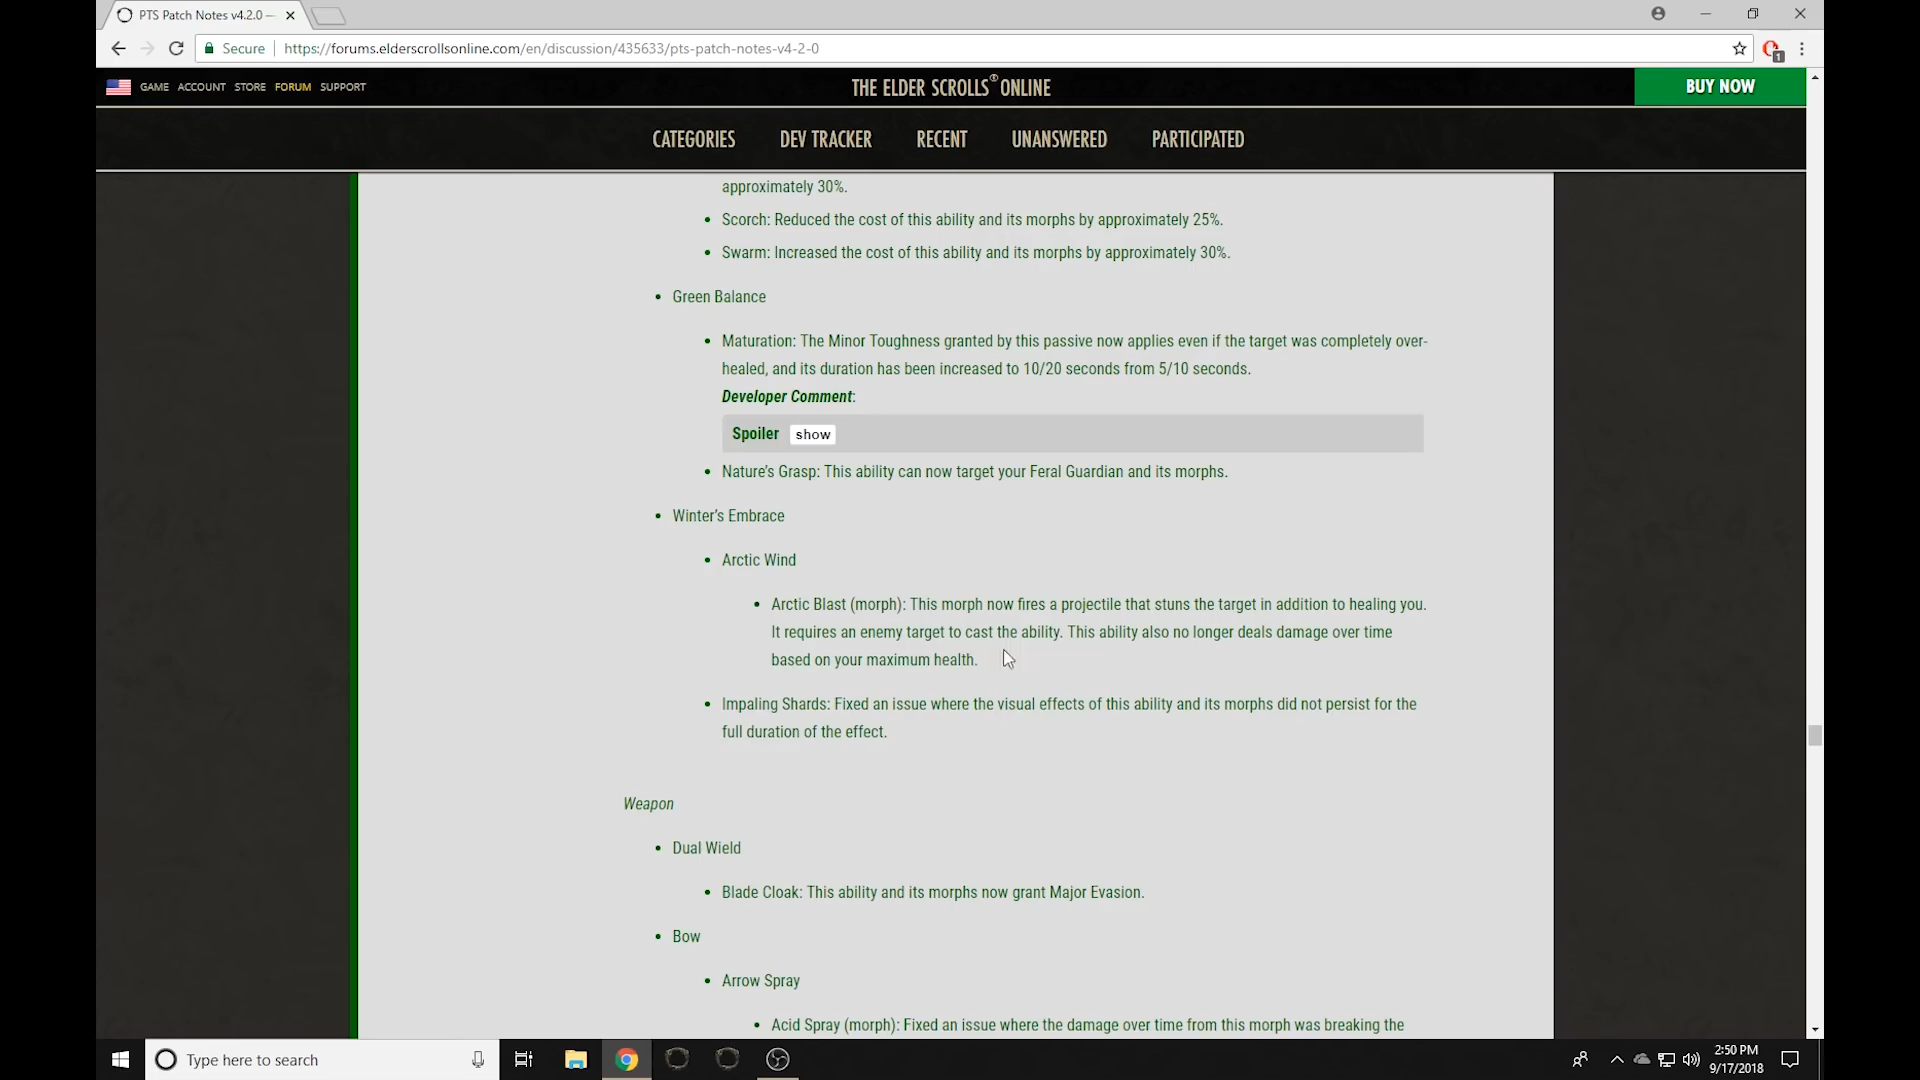 PTS Patch Notes v4.2.0 —
Secure
https://forums.elderscrollsonline.com/en/discussion/435633/pts-patch-notes-v4-2-0
1
GAME ACCOUNT STORE FORUM SUPPORT
THE ELDER SCROLLS® ONLINE
BUY NOW
CATEGORIES DEV TRACKER RECENT UNANSWERED PARTICIPATED
approximately 30%.
• Scorch: Reduced the cost of this ability and its morphs by approximately 25%.
• Swarm: Increased the cost of this ability and its morphs by approximately 30%.
• Green Balance
• Maturation: The Minor Toughness granted by this passive now applies even if the target was completely over-
healed, and its duration has been increased to 10/20 seconds from 5/10 seconds.
Developer Comment:
Spoiler show
• Nature's Grasp: This ability can now target your Feral Guardian and its morphs.
• Winter's Embrace
• Arctic Wind
• Arctic Blast (morph): This morph now fires a projectile that stuns the target in addition to healing you.
It requires an enemy target to cast the ability. This ability also no longer deals damage over time
based on your maximum health.
• Impaling Shards: Fixed an issue where the visual effects of this ability and its morphs did not persist for the
full duration of the effect.
Weapon
• Dual Wield
• Blade Cloak: This ability and its morphs now grant Major Evasion.
• Bow
• Arrow Spray
• Acid Spray (morph): Fixed an issue where the damage over time from this morph was breaking the
Type here to search
2:50 PM
9/17/2018